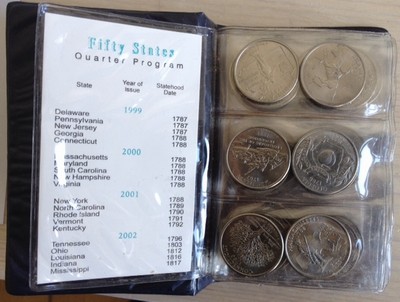 Fifty States
Quarter Program
State Year of Issue Statehood Date
1999
Delaware 1787
Pennsylvania 1787
New Jersey 1787
Georgia 1788
Connecticut 1788
2000
Massachusetts 1788
Maryland 1788
South Carolina 1788
New Hampshire 1788
Virginia 1788
2001
New York 1788
North Carolina 1789
Rhode Island 1790
Vermont 1791
Kentucky 1792
2002
Tennessee 1796
Ohio 1803
Louisiana 1812
Indiana 1816
Mississippi 1817